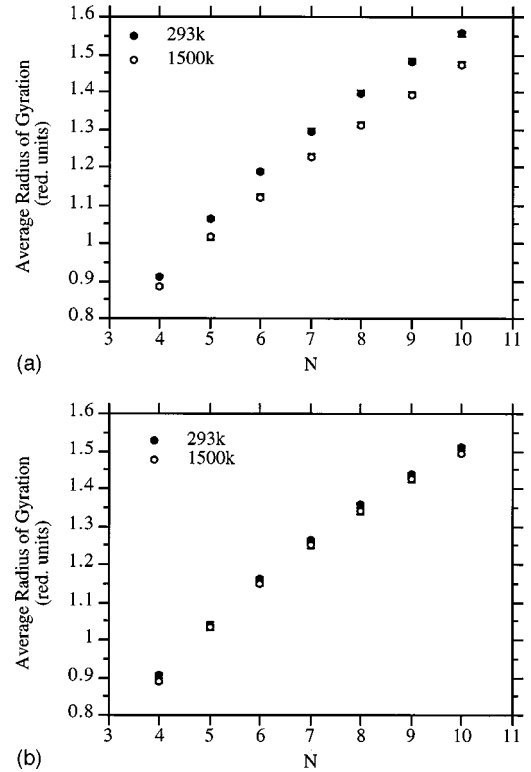 (a)
Average Radius of Gyration
(red. units)
1.6
1.5
1.4
1.3
1.2
1.1
1
0.9
0.8
293k
1500k
3 4 5 6 7 8 9 10 11
N
(b)
Average Radius of Gyration
(red. units)
1.6
1.5
1.4
1.3
1.2
1.1
1
0.9
0.8
293k
1500k
3 4 5 6 7 8 9 10 11
N